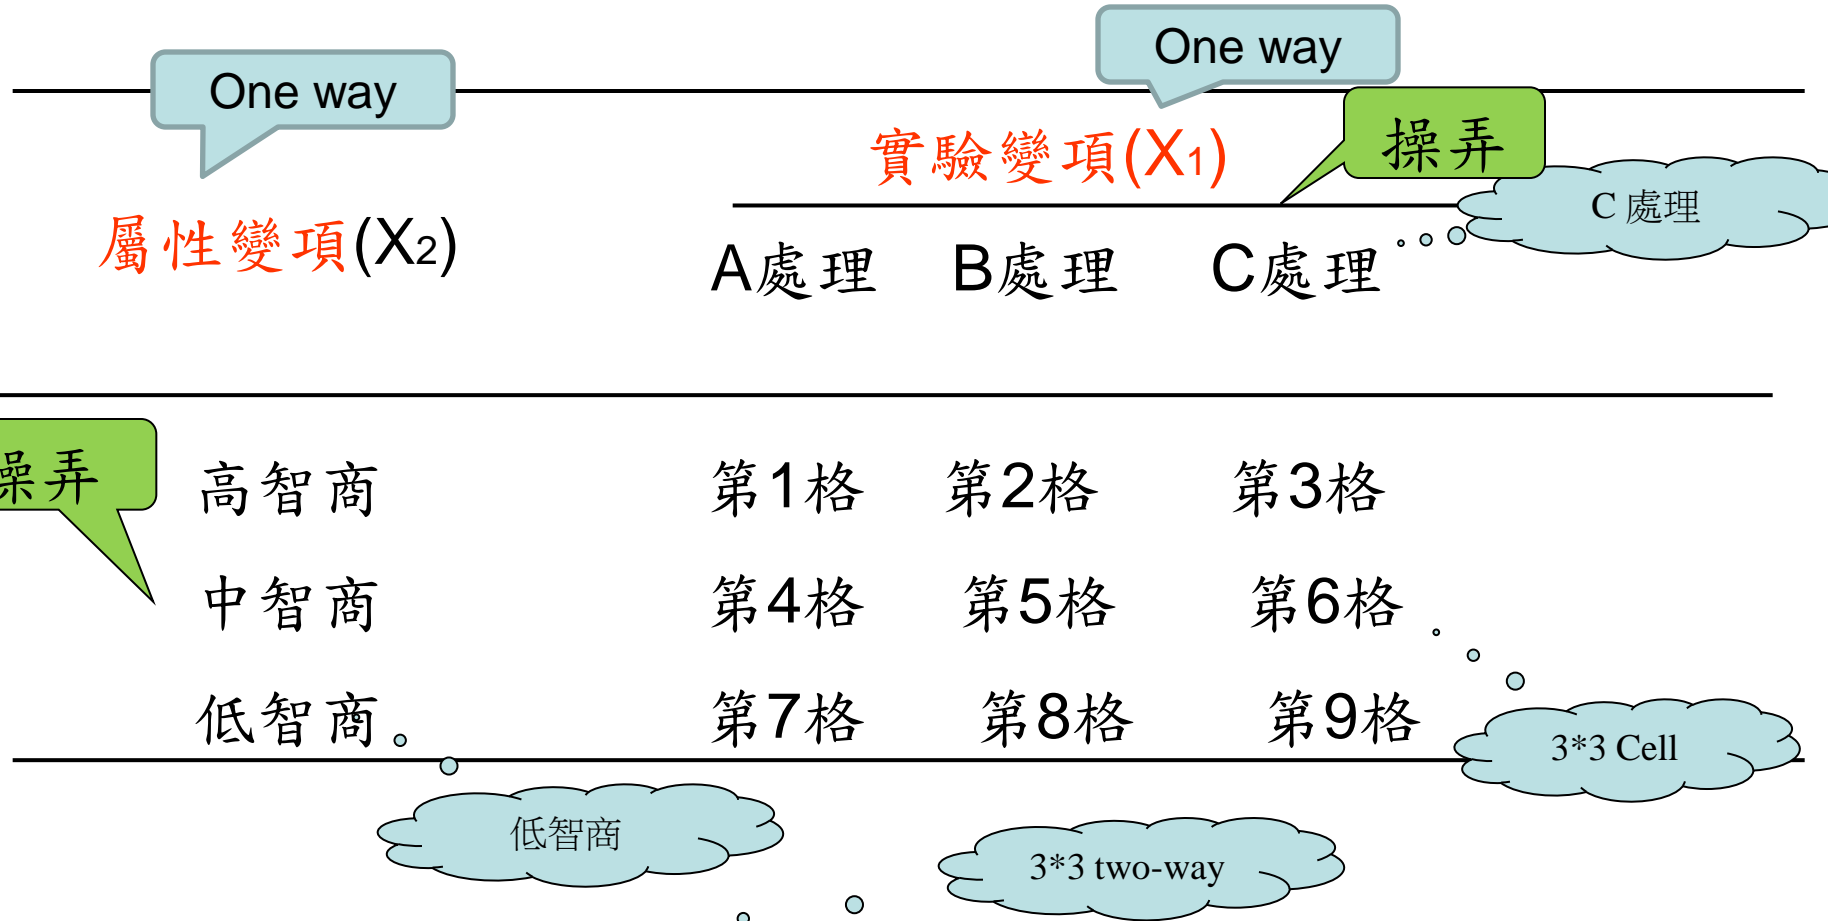 One way
One way
實驗變項(X1)
操弄
C 處理
屬性變項(X2)
A處理 B處理 C處理
操弄
高智商 第1格 第2格 第3格
中智商 第4格 第5格 第6格
低智商 第7格 第8格 第9格
3*3 Cell
低智商
3*3 two-way